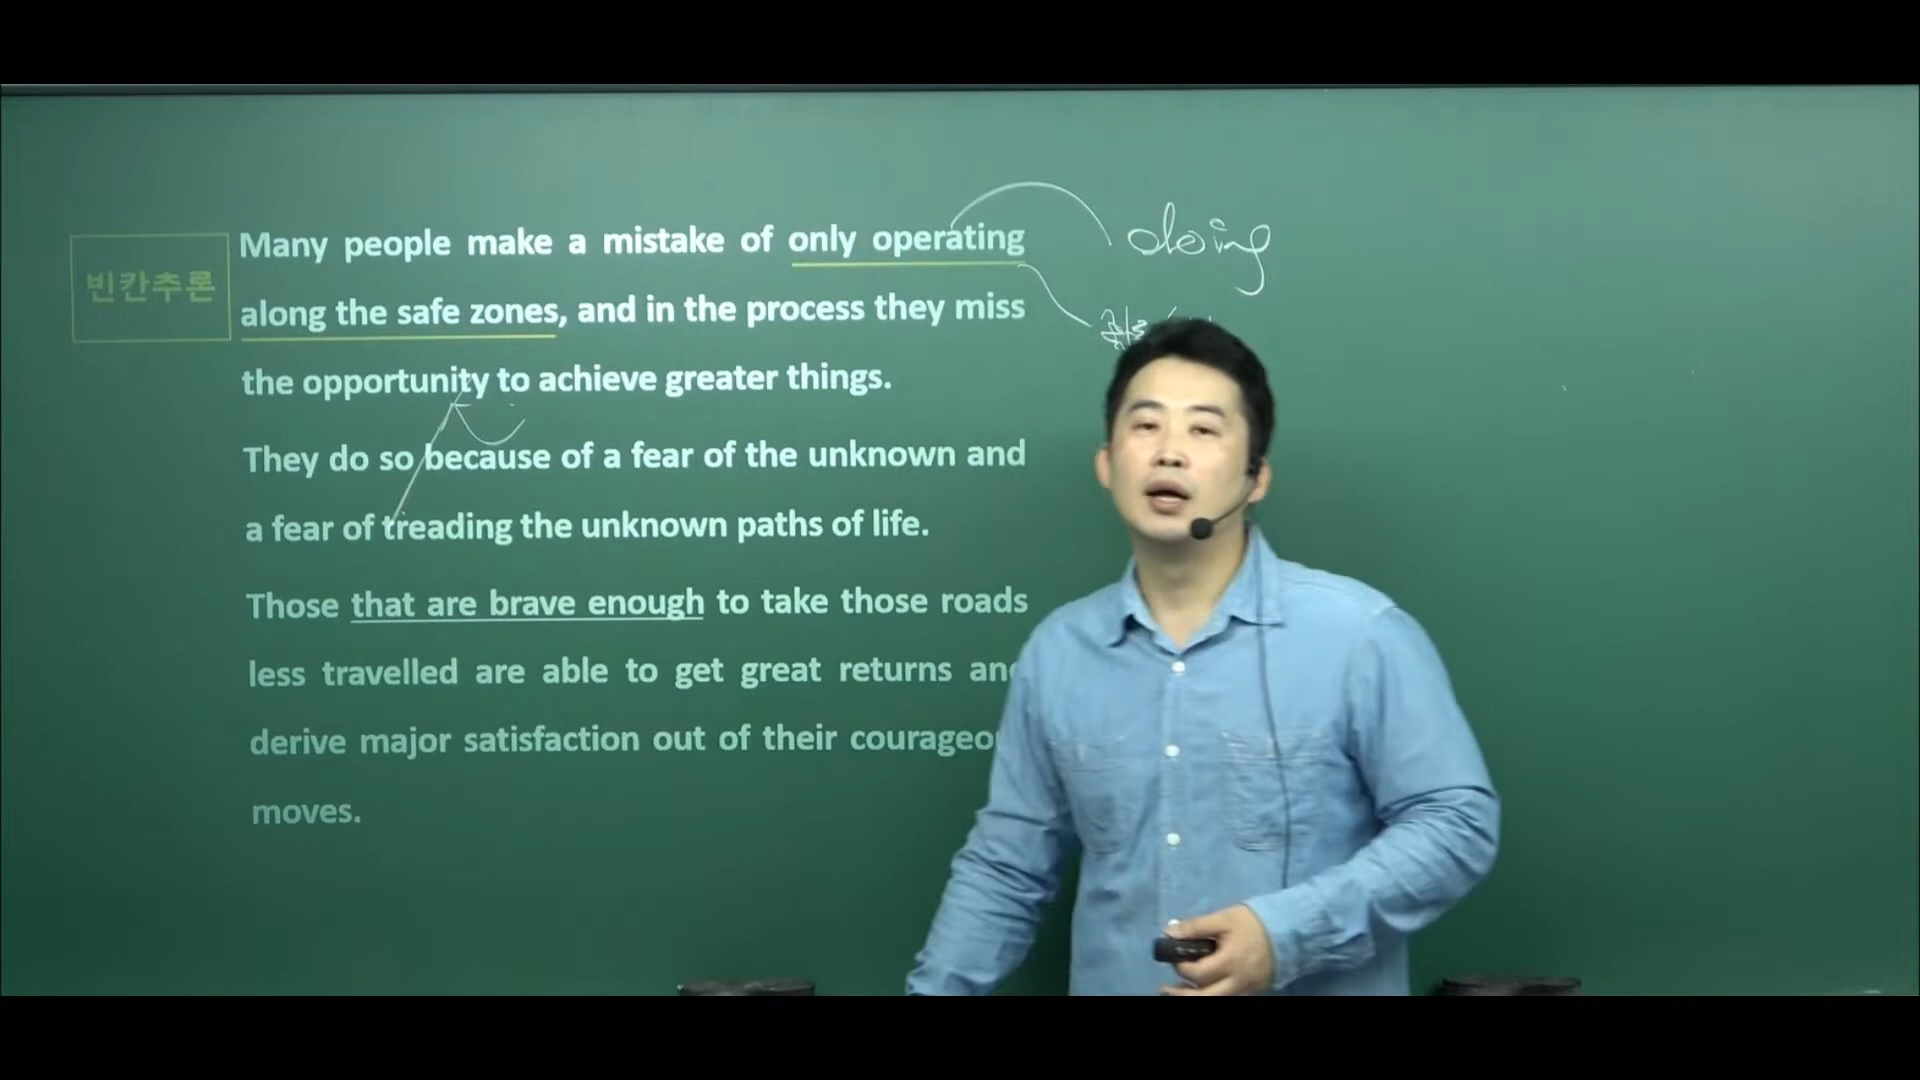 빈칸추론
Many people make a mistake of only operating
along the safe zones, and in the process they miss
the opportunity to achieve greater things.
They do so because of a fear of the unknown and
a fear of treading the unknown paths of life.
Those that are brave enough to take those roads
less travelled are able to get great returns and
derive major satisfaction out of their
moves.
doing